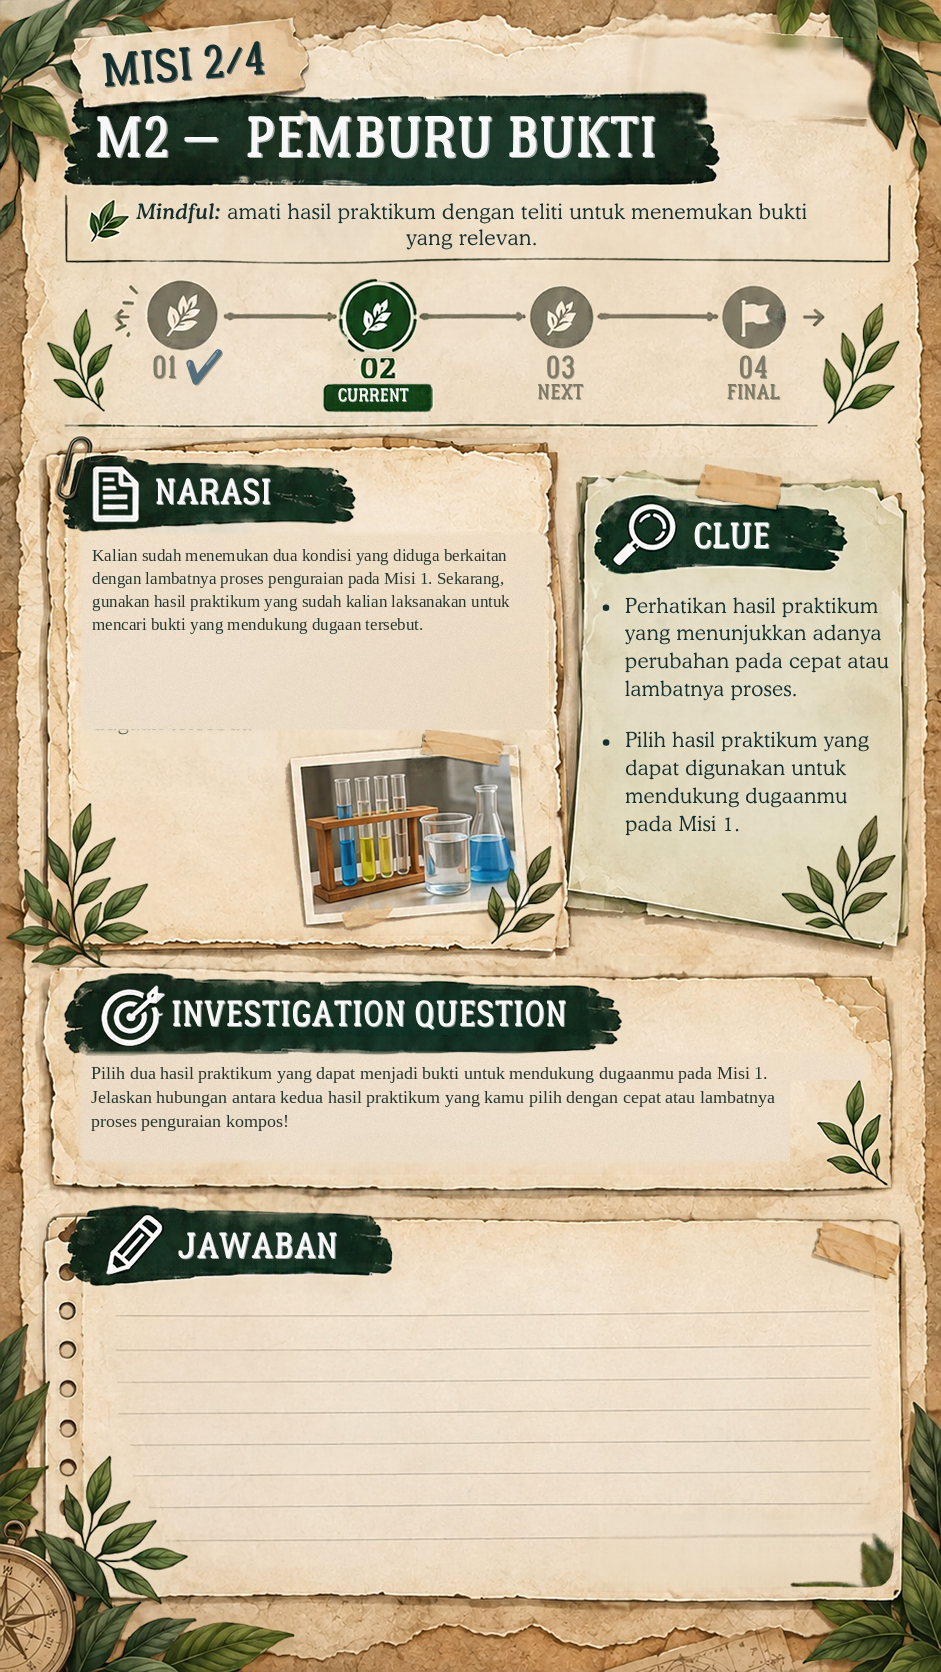 MISI 2/4
M2 – PEMBURU BUKTI
Mindful: amati hasil praktikum dengan teliti untuk menemukan bukti
yang relevan.
01 ✔
02
CURRENT
03
NEXT
04
FINAL
NARASI
Kalian sudah menemukan dua kondisi yang diduga berkaitan
dengan lambatnya proses penguraian pada Misi 1. Sekarang,
gunakan hasil praktikum yang sudah kalian laksanakan untuk
mencari bukti yang mendukung dugaan tersebut.
CLUE
• Perhatikan hasil praktikum
yang menunjukkan adanya
perubahan pada cepat atau
lambatnya proses.
• Pilih hasil praktikum yang
dapat digunakan untuk
mendukung dugaanmu
pada Misi 1.
INVESTIGATION QUESTION
Pilih dua hasil praktikum yang dapat menjadi bukti untuk mendukung dugaanmu pada Misi 1.
Jelaskan hubungan antara kedua hasil praktikum yang kamu pilih dengan cepat atau lambatnya
proses penguraian kompos!
JAWABAN